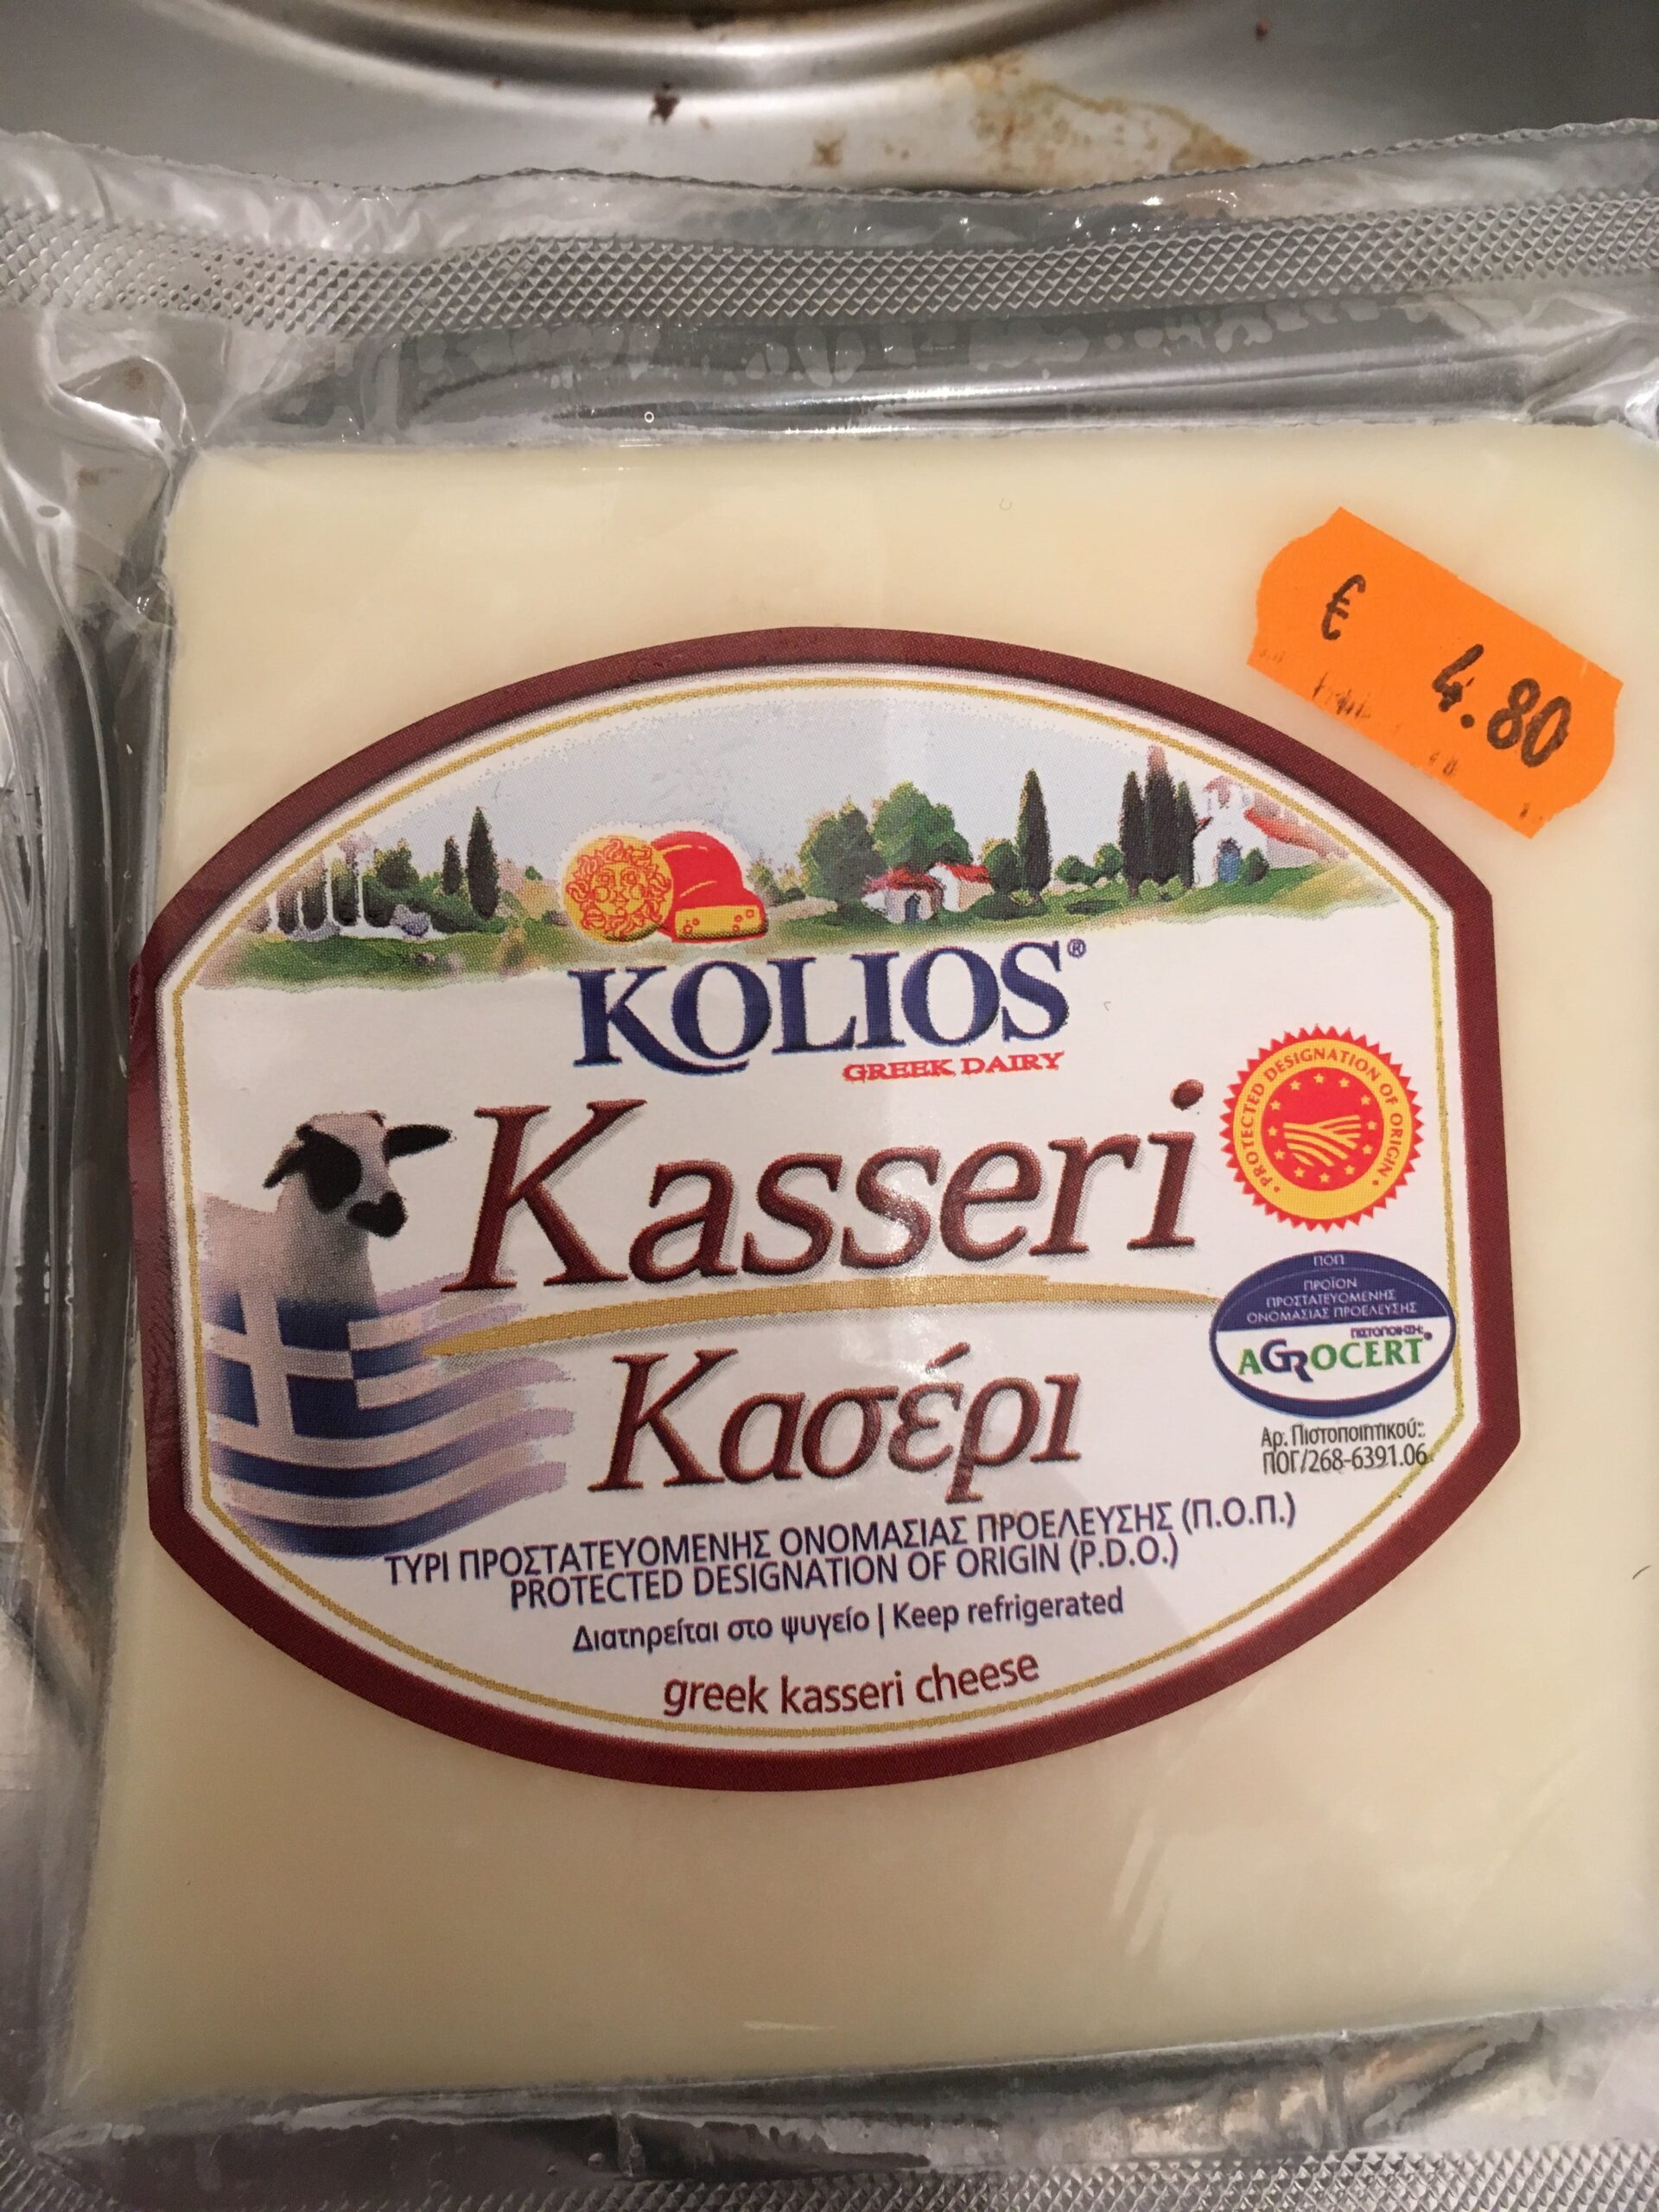 € 4.80
KOLIOS®
GREEK DAIRY
Kasseri
PROTECTED DESIGNATION OF ORIGIN
Κασέρι
ΠΟΠ
ΠΡΟΪΟΝ
ΠΡΟΣΤΑΤΕΥΟΜΕΝΗΣ
ΟΝΟΜΑΣΙΑΣ ΠΡΟΕΛΕΥΣΗΣ
ΠΙΣΤΟΠΟΙΗΣΗ:
AGROCERT®
Αρ. Πιστοποιητικού:
ΠΟΓ/268-6391.06
ΤΥΡΙ ΠΡΟΣΤΑΤΕΥΟΜΕΝΗΣ ΟΝΟΜΑΣΙΑΣ ΠΡΟΕΛΕΥΣΗΣ (Π.Ο.Π.)
PROTECTED DESIGNATION OF ORIGIN (P.D.O.)
Διατηρείται στο ψυγείο | Keep refrigerated
greek kasseri cheese